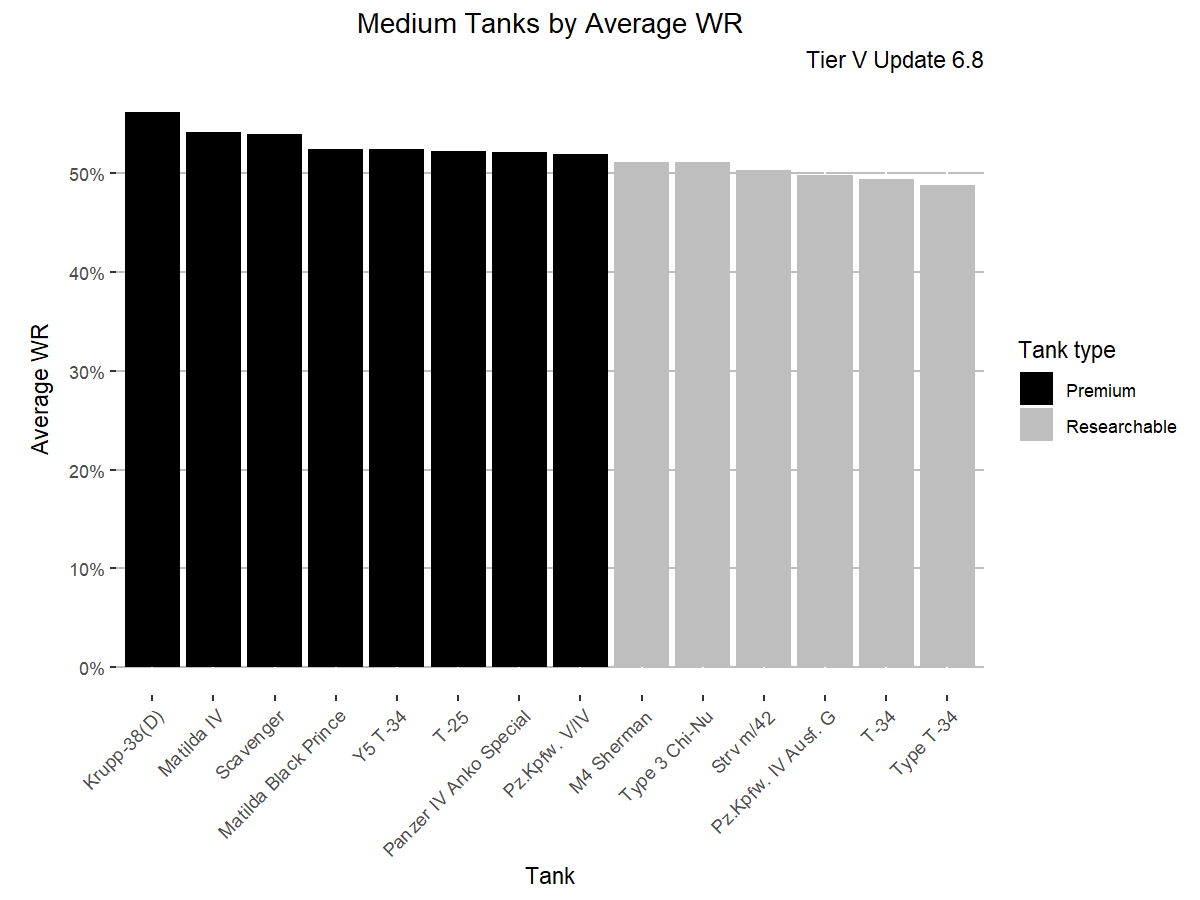 Medium Tanks by Average WR
Tier V Update 6.8
Average WR
50%
40%
30%
20%
10%
0%
Krupp-38(D)
Matilda IV
Scavenger
Matilda Black Prince
Y5 T-34
T-25
Panzer IV Anko Special
Pz.Kpfw. V/IV
M4 Sherman
Type 3 Chi-Nu
Strv m/42
Pz.Kpfw. IV Ausf. G
T-34
Type T-34
Tank
Tank type
Premium
Researchable